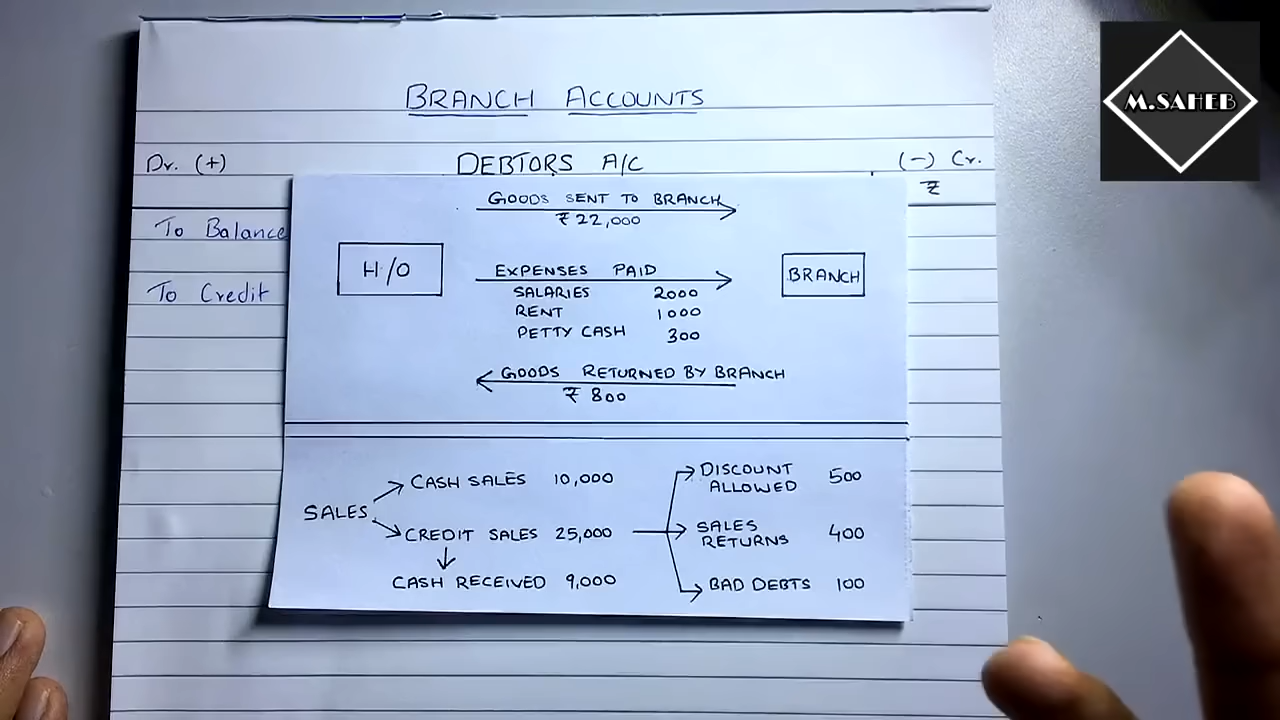 BRANCH ACCOUNTS
M.SAHEB
Dr. (+) DEBTORS A/C (-) Cr.
₹
To Balance
To Credit
GOODS SENT TO BRANCH
₹ 22,000
H/O
BRANCH
EXPENSES PAID
SALARIES 2000
RENT 1000
PETTY CASH 300
GOODS RETURNED BY BRANCH
₹ 800
SALES
CASH SALES 10,000
CREDIT SALES 25,000
CASH RECEIVED 9,000
DISCOUNT
ALLOWED 500
SALES
RETURNS 400
BAD DEBTS 100